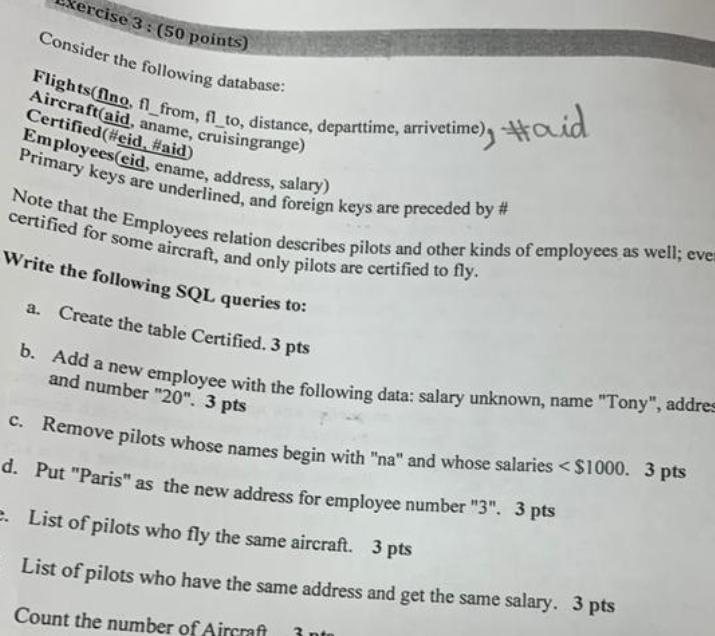 Exercise 3 : (50 points)
Consider the following database:
Flights(flno, fl_from, fl_to, distance, departtime, arrivetime), #aid
Aircraft(aid, aname, cruisingrange)
Certified(#eid, #aid)
Employees(eid, ename, address, salary)
Primary keys are underlined, and foreign keys are preceded by #
Note that the Employees relation describes pilots and other kinds of employees as well;
certified for some aircraft, and only pilots are certified to fly.
Write the following SQL queries to:
a. Create the table Certified. 3 pts
b. Add a new employee with the following data: salary unknown, name "Tony",
and number "20". 3 pts
c. Remove pilots whose names begin with "na" and whose salaries < $1000. 3 pts
d. Put "Paris" as the new address for employee number "3". 3 pts
e. List of pilots who fly the same aircraft. 3 pts
List of pilots who have the same address and get the same salary. 3 pts
Count the number of Aircraft 3 pts